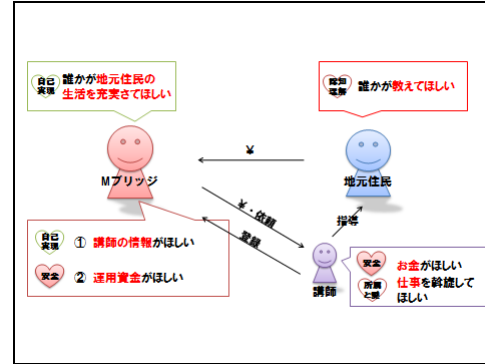 自己
実現
誰かが地元住民の
生活を充実さてほしい
認知
理解
誰かが教えてほしい
¥
Mブリッジ
地元住民
¥・依頼
登録
指導
自己
実現
① 講師の情報がほしい
安全
② 運用資金がほしい
講師
安全
お金がほしい
所属
と愛
仕事を斡旋して
ほしい